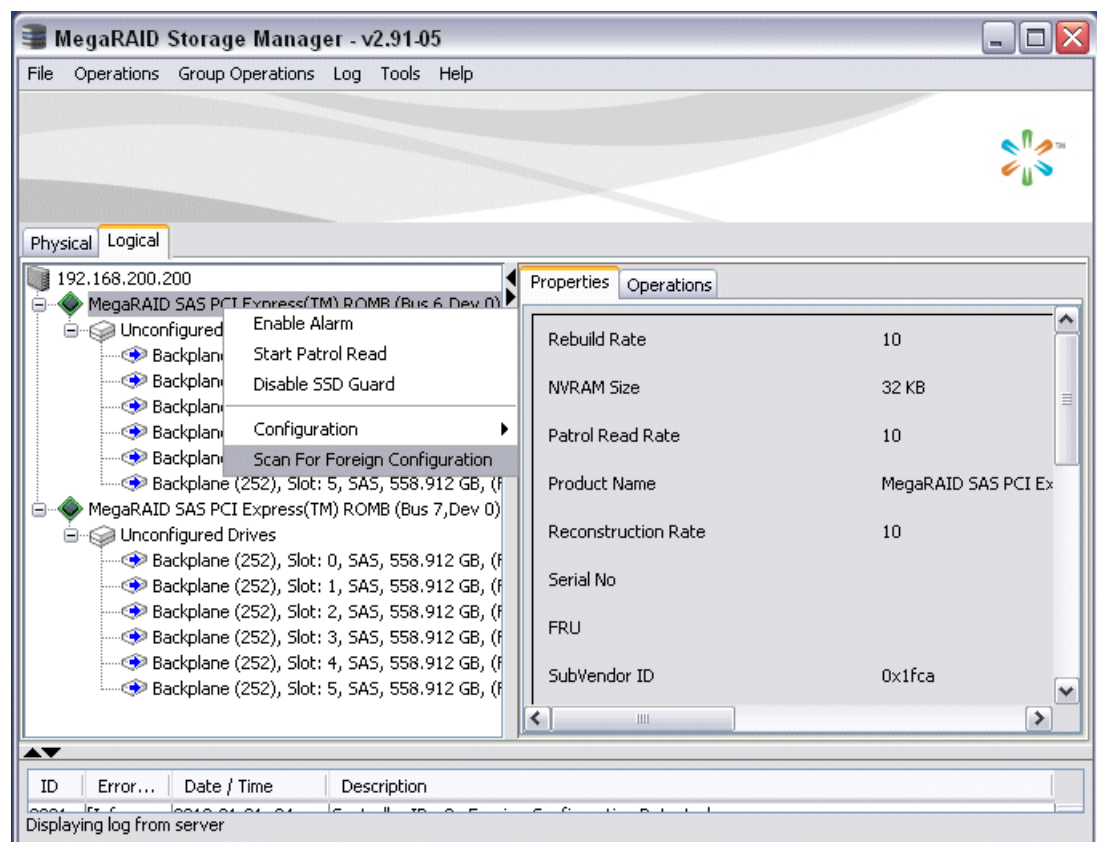 MegaRAID Storage Manager - v2.91-05
File Operations Group Operations Log Tools Help
TM
Physical Logical
192.168.200.200
MegaRAID SAS PCI Express(TM) ROMB (Bus 6,Dev 0)
Unconfigured
Backplane
Backplane
Backplane
Backplane
Backplane
Backplane (252), Slot: 5, SAS, 558.912 GB, (F
MegaRAID SAS PCI Express(TM) ROMB (Bus 7,Dev 0)
Unconfigured Drives
Backplane (252), Slot: 0, SAS, 558.912 GB, (F
Backplane (252), Slot: 1, SAS, 558.912 GB, (F
Backplane (252), Slot: 2, SAS, 558.912 GB, (F
Backplane (252), Slot: 3, SAS, 558.912 GB, (F
Backplane (252), Slot: 4, SAS, 558.912 GB, (F
Backplane (252), Slot: 5, SAS, 558.912 GB, (F
Enable Alarm
Start Patrol Read
Disable SSD Guard
Configuration
Scan For Foreign Configuration
Properties Operations
Rebuild Rate 10
NVRAM Size 32 KB
Patrol Read Rate 10
Product Name MegaRAID SAS PCI Ex
Reconstruction Rate 10
Serial No
FRU
SubVendor ID 0x1fca
ID Error... Date / Time Description
Displaying log from server